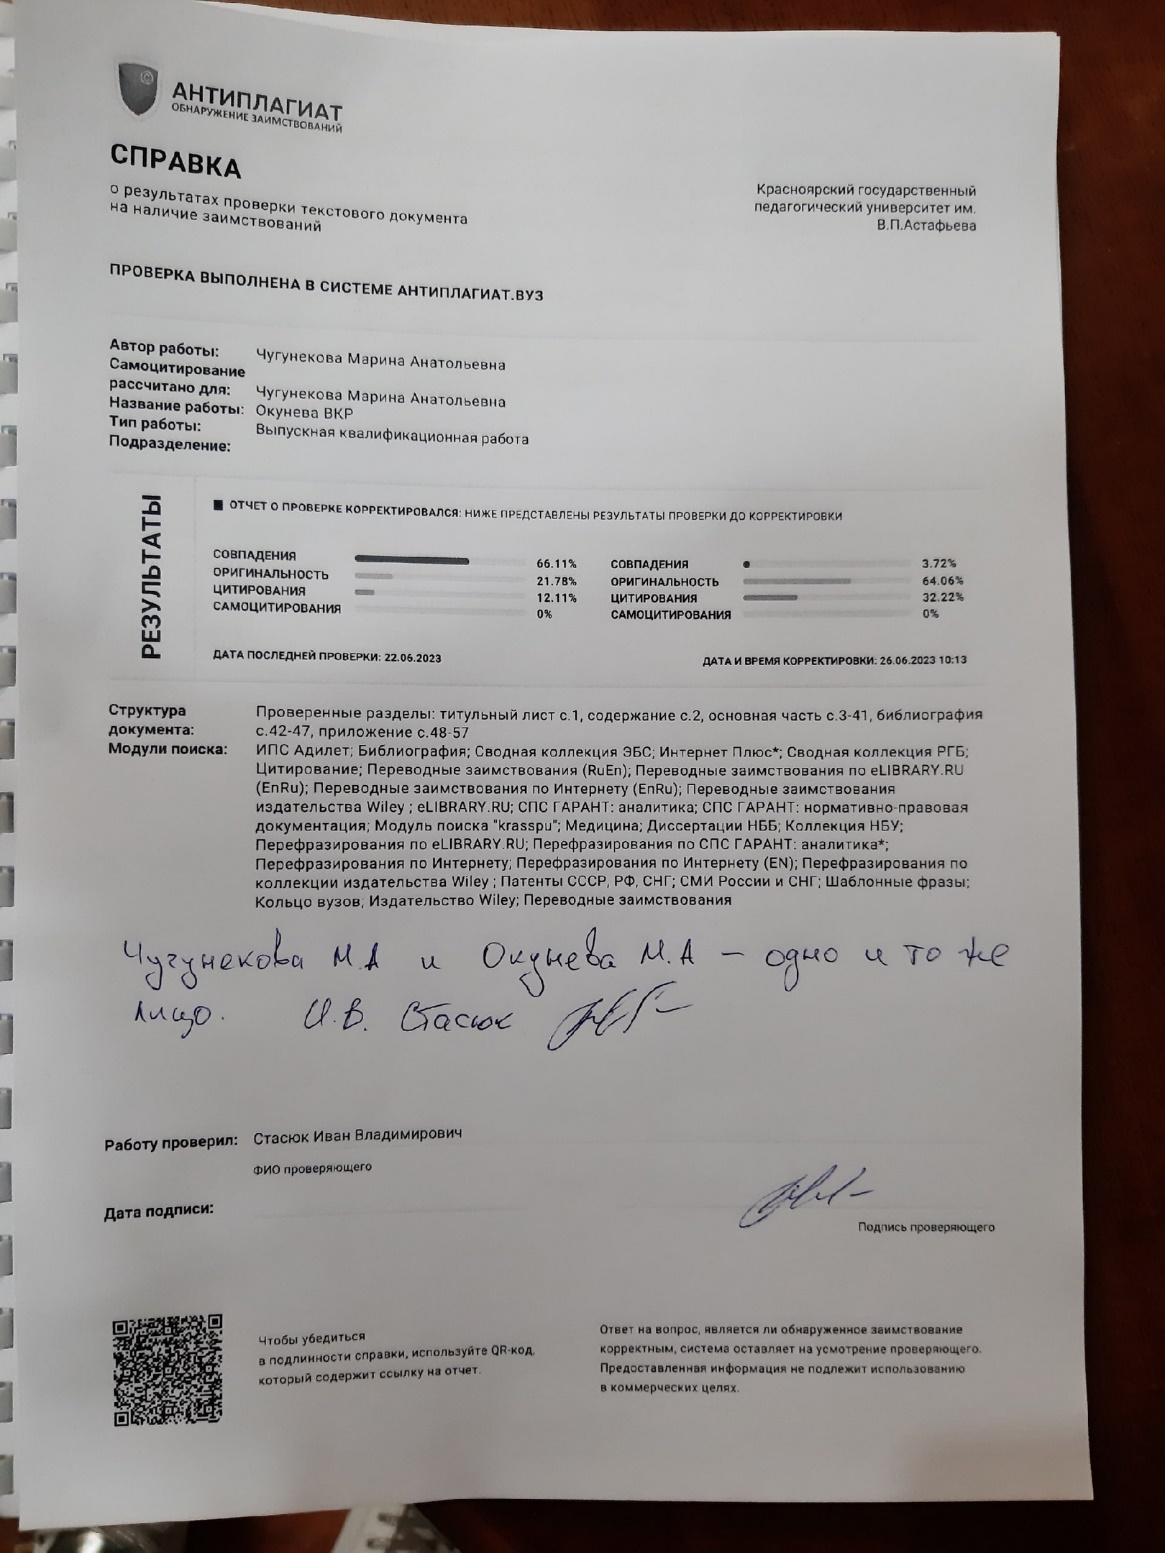 АНТИПЛАГИАТ
ОБНАРУЖЕНИЕ ЗАИМСТВОВАНИЙ
СПРАВКА
о результатах проверки текстового документа
на наличие заимствований
Красноярский государственный
педагогический университет им.
В.П.Астафьева
ПРОВЕРКА ВЫПОЛНЕНА В СИСТЕМЕ АНТИПЛАГИАТ.ВУЗ
Автор работы: Чугунекова Марина Анатольевна
Самоцитирование
рассчитано для: Чугунекова Марина Анатольевна
Название работы: Окунева ВКР
Тип работы: Выпускная квалификационная работа
Подразделение:
РЕЗУЛЬТАТЫ
ОТЧЕТ О ПРОВЕРКЕ КОРРЕКТИРОВАЛСЯ: НИЖЕ ПРЕДСТАВЛЕНЫ РЕЗУЛЬТАТЫ ПРОВЕРКИ ДО КОРРЕКТИРОВКИ
СОВПАДЕНИЯ 66.11%
ОРИГИНАЛЬНОСТЬ 21.78%
ЦИТИРОВАНИЯ 12.11%
САМОЦИТИРОВАНИЯ 0%
ДАТА ПОСЛЕДНЕЙ ПРОВЕРКИ: 22.06.2023
СОВПАДЕНИЯ 3.72%
ОРИГИНАЛЬНОСТЬ 64.06%
ЦИТИРОВАНИЯ 32.22%
САМОЦИТИРОВАНИЯ 0%
ДАТА И ВРЕМЯ КОРРЕКТИРОВКИ: 26.06.2023 10:13
Структура документа: Проверенные разделы: титульный лист с.1, содержание с.2, основная часть с.3-41, библиография
с.42-47, приложение с.48-57
Модули поиска: ИПС Адилет; Библиография; Сводная коллекция ЭБС; Интернет Плюс*; Сводная коллекция РГБ;
Цитирование; Переводные заимствования (RuEn); Переводные заимствования по eLIBRARY.RU
(EnRu); Переводные заимствования по Интернету (EnRu); Переводные заимствования
издательства Wiley ; eLIBRARY.RU; СПС ГАРАНТ: аналитика; СПС ГАРАНТ: нормативно-правовая
документация; Модуль поиска "krasspu"; Медицина; Диссертации НББ; Коллекция НБУ;
Перефразирования по eLIBRARY.RU; Перефразирования по СПС ГАРАНТ: аналитика*;
Перефразирования по Интернету; Перефразирования по Интернету (EN); Перефразирования по
коллекции издательства Wiley ; Патенты СССР, РФ, СНГ; СМИ России и СНГ; Шаблонные фразы;
Кольцо вузов; Издательство Wiley; Переводные заимствования
Чугунекова М.А и Окунева М.А – одно и то же
лицо. И.В. Стасюк
Работу проверил: Стасюк Иван Владимирович
ФИО проверяющего
Дата подписи:
Подпись проверяющего
Чтобы убедиться
в подлинности справки, используйте QR-код,
который содержит ссылку на отчет.
Ответ на вопрос, является ли обнаруженное заимствование
корректным, система оставляет на усмотрение проверяющего.
Предоставленная информация не подлежит использованию
в коммерческих целях.